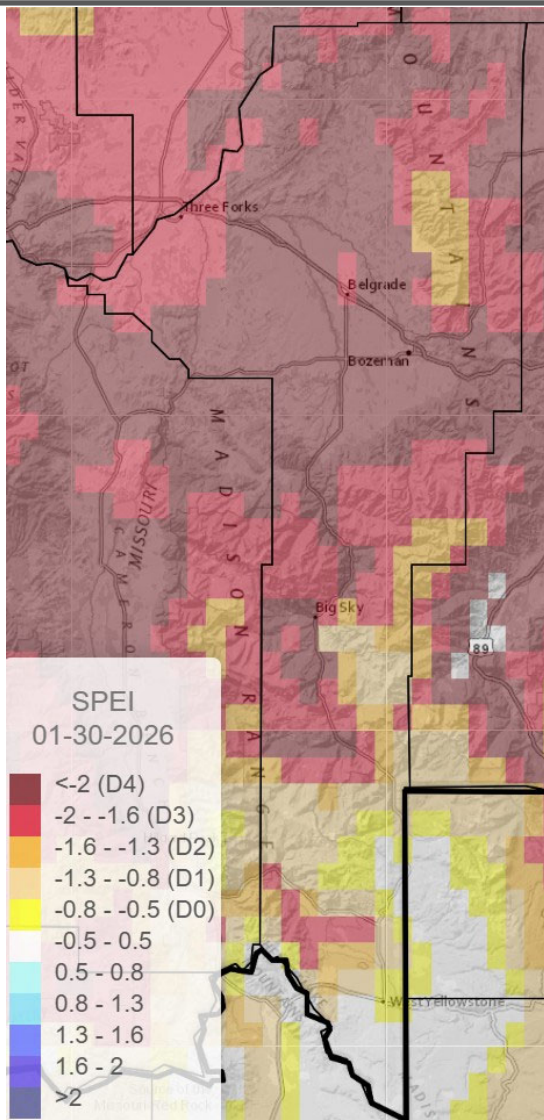 MOUNTAINS
Three Forks
Belgrade
Bozeman
MADISON RANGE
MISSOURI
Big Sky
89
SPEI
01-30-2026
<-2 (D4)
-2 - -1.6 (D3)
-1.6 - -1.3 (D2)
-1.3 - -0.8 (D1)
-0.8 - -0.5 (D0)
-0.5 - 0.5
0.5 - 0.8
0.8 - 1.3
1.3 - 1.6
1.6 - 2
>2
West Yellowstone